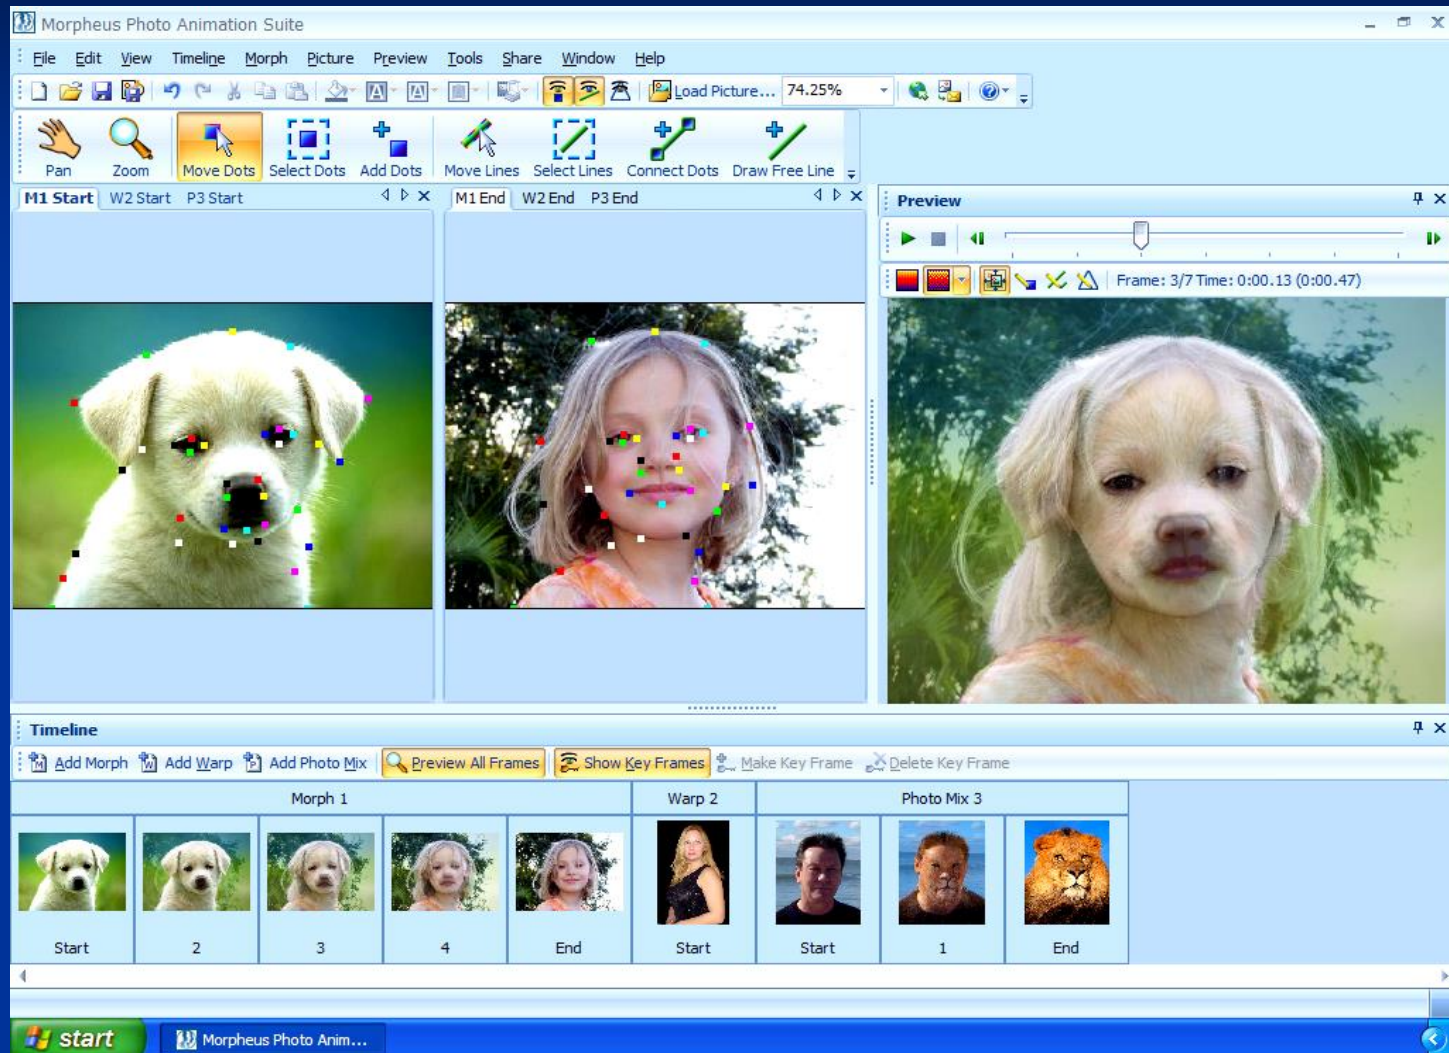 Morpheus Photo Animation Suite
File Edit View Timeline Morph Picture Preview Tools Share Window Help
Load Picture... 74.25%
Pan Zoom Move Dots Select Dots Add Dots Move Lines Select Lines Connect Dots Draw Free Line
M1 Start W2 Start P3 Start
M1 End W2 End P3 End
Preview
Frame: 3/7 Time: 0:00.13 (0:00.47)
Timeline
Add Morph Add Warp Add Photo Mix Preview All Frames Show Key Frames Make Key Frame Delete Key Frame
Morph 1 Warp 2 Photo Mix 3
Start 2 3 4 End Start Start 1 End
start Morpheus Photo Anim...